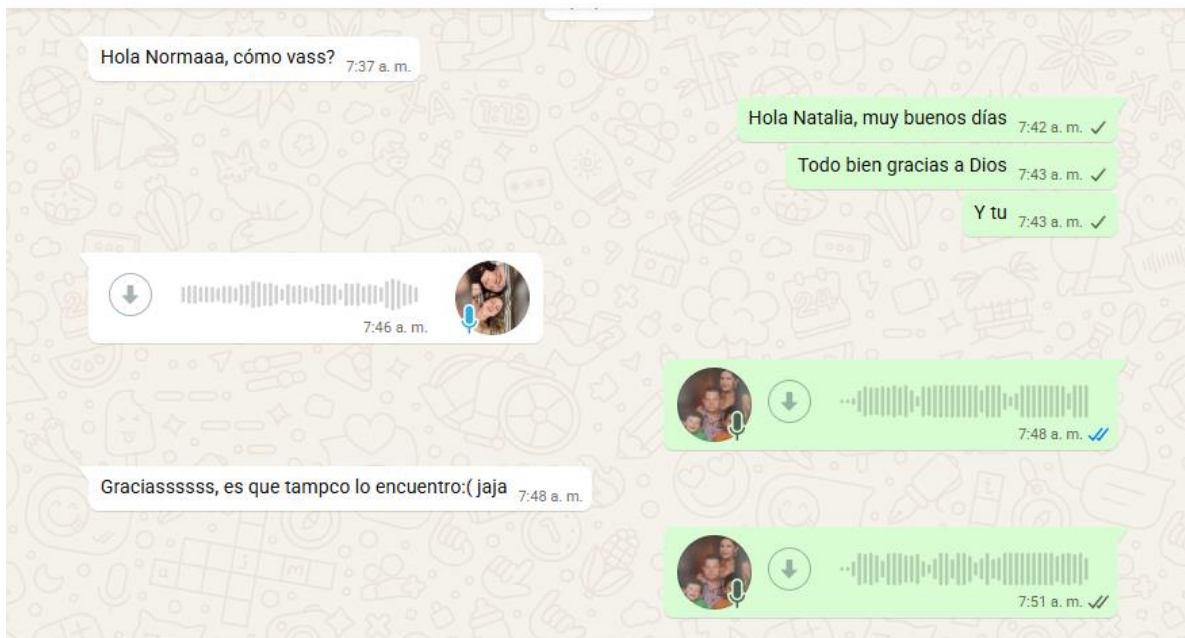 Hola Normaaa, cómo vass? 7:37 a. m.
Hola Natalia, muy buenos días 7:42 a. m.
Todo bien gracias a Dios 7:43 a. m.
Y tu 7:43 a. m.
7:46 a. m.
7:48 a. m.
Graciassssss, es que tampco lo encuentro:( jaja 7:48 a. m.
7:51 a. m.